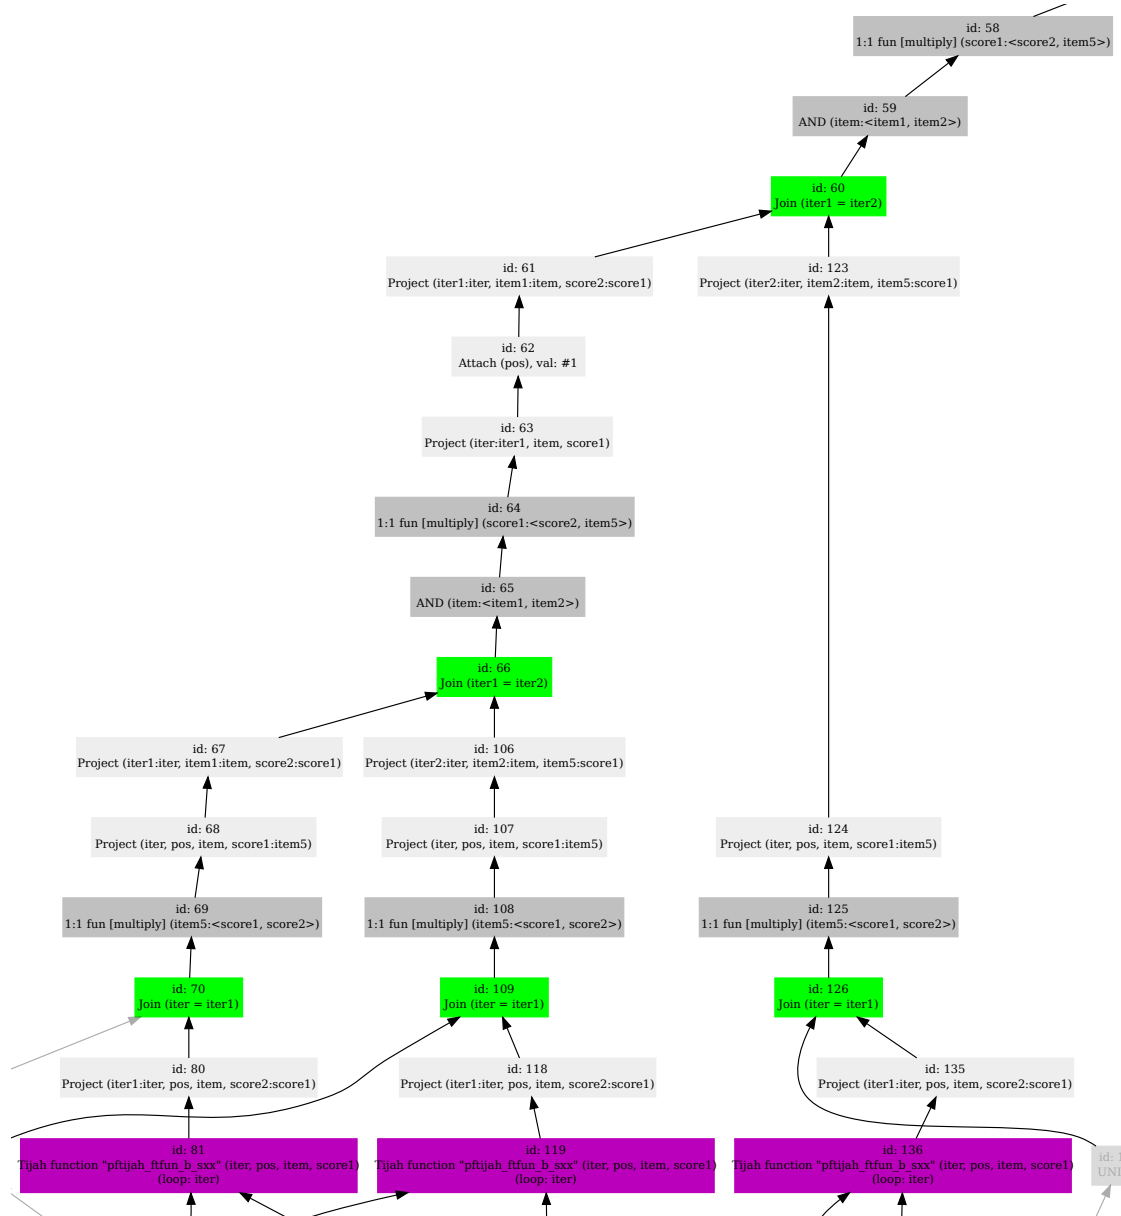 id: 58
1:1 fun [multiply] (score1:<score2, item5>)
id: 59
AND (item:<item1, item2>)
id: 60
Join (iter1 = iter2)
id: 61
Project (iter1:iter, item1:item, score2:score1)
id: 123
Project (iter2:iter, item2:item, item5:score1)
id: 62
Attach (pos), val: #1
id: 63
Project (iter:iter1, item, score1)
id: 64
1:1 fun [multiply] (score1:<score2, item5>)
id: 65
AND (item:<item1, item2>)
id: 66
Join (iter1 = iter2)
id: 67
Project (iter1:iter, item1:item, score2:score1)
id: 106
Project (iter2:iter, item2:item, item5:score1)
id: 68
Project (iter, pos, item, score1:item5)
id: 107
Project (iter, pos, item, score1:item5)
id: 124
Project (iter, pos, item, score1:item5)
id: 69
1:1 fun [multiply] (item5:<score1, score2>)
id: 108
1:1 fun [multiply] (item5:<score1, score2>)
id: 125
1:1 fun [multiply] (item5:<score1, score2>)
id: 70
Join (iter = iter1)
id: 109
Join (iter = iter1)
id: 126
Join (iter = iter1)
id: 80
Project (iter1:iter, pos, item, score2:score1)
id: 118
Project (iter1:iter, pos, item, score2:score1)
id: 135
Project (iter1:iter, pos, item, score2:score1)
id: 81
Tijah function "pftijah_ftfun_b_sxx" (iter, pos, item, score1)
(loop: iter)
id: 119
Tijah function "pftijah_ftfun_b_sxx" (iter, pos, item, score1)
(loop: iter)
id: 136
Tijah function "pftijah_ftfun_b_sxx" (iter, pos, item, score1)
(loop: iter)
id: